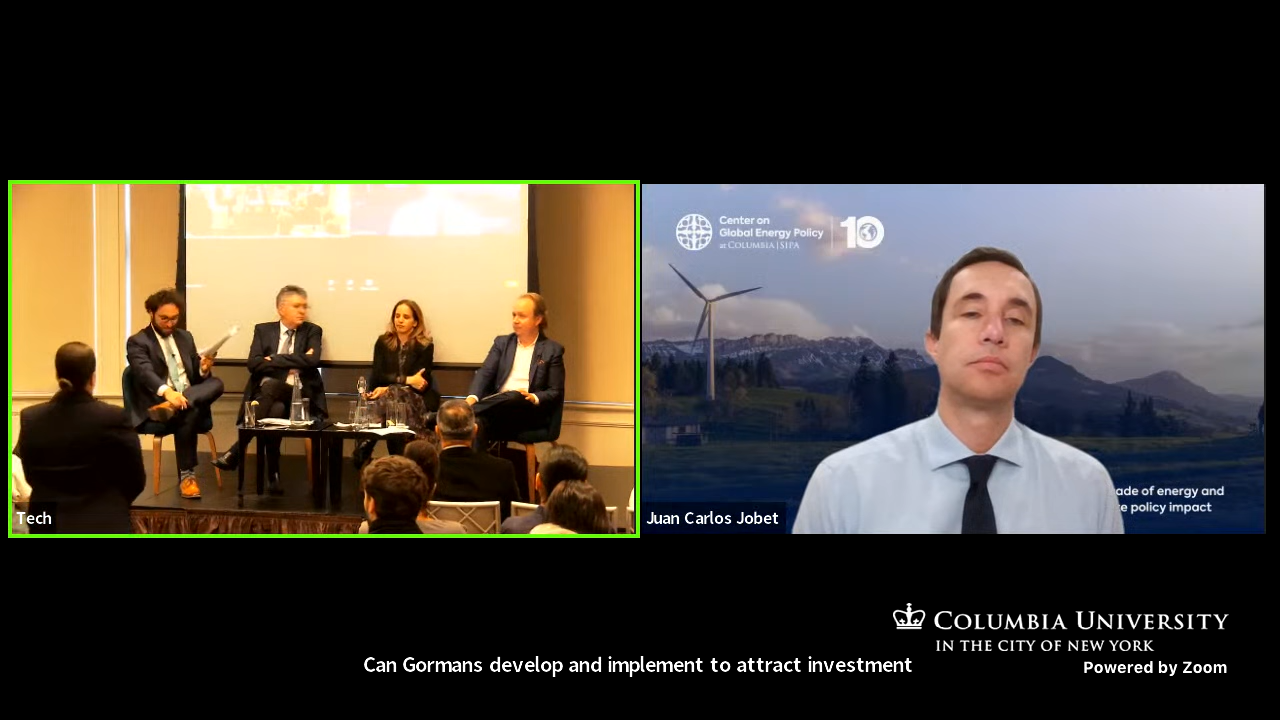 Center on
Global Energy Policy
at COLUMBIA | SIPA
10
ade of energy and
e policy impact
Tech
Juan Carlos Jobet
COLUMBIA UNIVERSITY
IN THE CITY OF NEW YORK
Can Gormans develop and implement to attract investment
Powered by Zoom